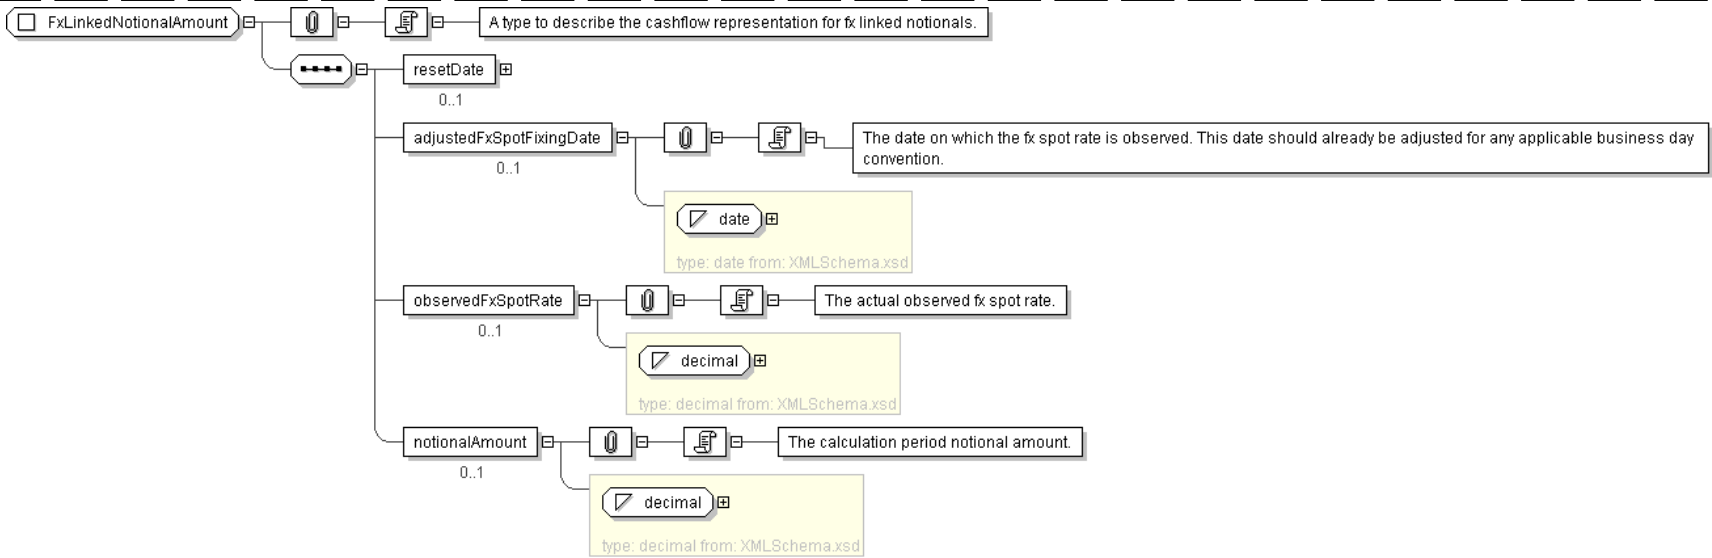 FxLinkedNotionalAmount
A type to describe the cashflow representation for fx linked notionals.
resetDate
0..1
adjustedFxSpotFixingDate
0..1
The date on which the fx spot rate is observed. This date should already be adjusted for any applicable business day
convention.
date
type: date from: XMLSchema.xsd
observedFxSpotRate
0..1
The actual observed fx spot rate.
decimal
type: decimal from: XMLSchema.xsd
notionalAmount
0..1
The calculation period notional amount.
decimal
type: decimal from: XMLSchema.xsd